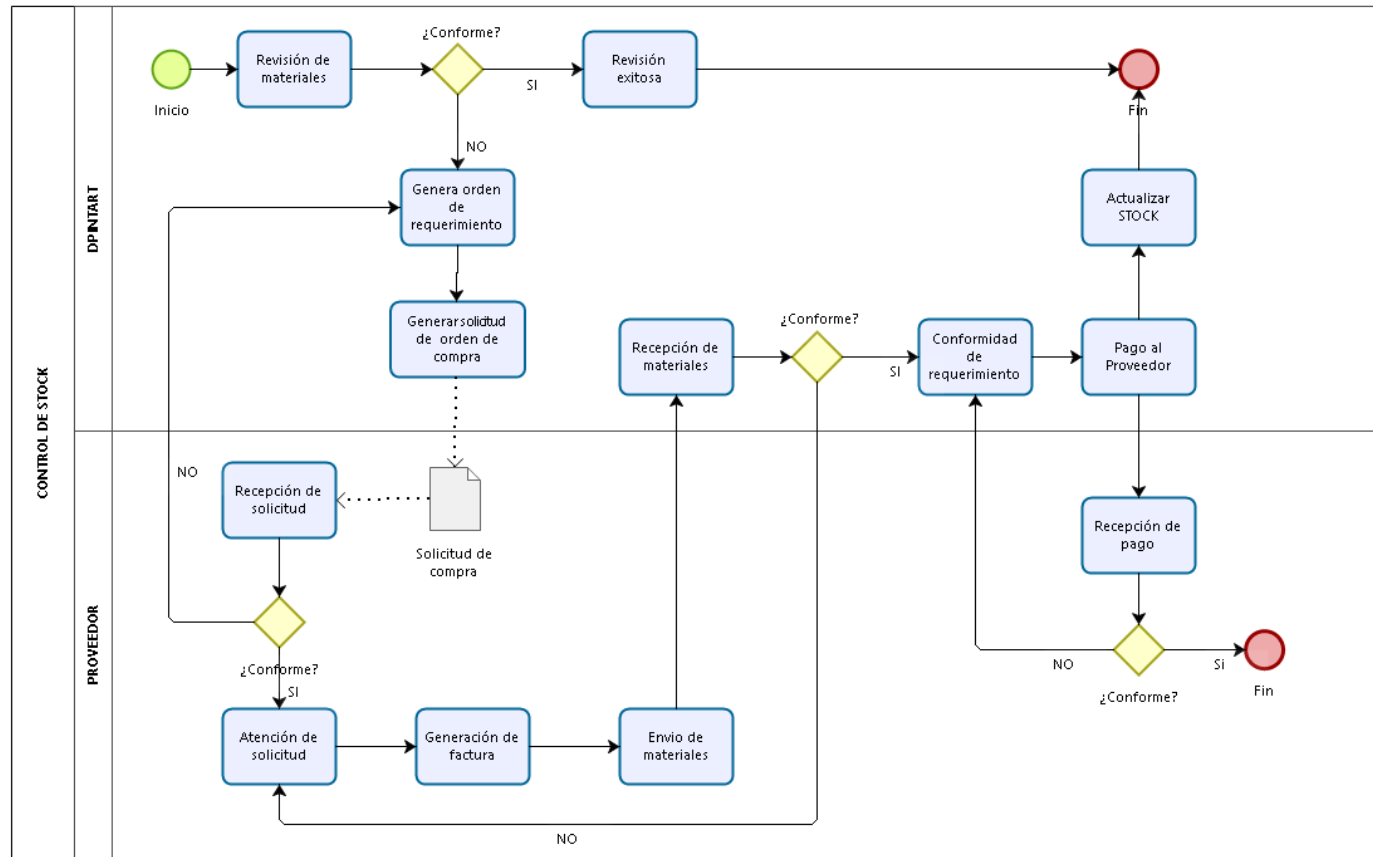 CONTROL DE STOCK
DPINTART
Inicio
Revisión de
materiales
¿Conforme?
SI
NO
Revisión
exitosa
Fin
Genera orden
de
requerimiento
Generar solicitud
de orden de
compra
Recepción de
materiales
¿Conforme?
SI
Conformidad
de
requerimiento
Pago al
Proveedor
Actualizar
STOCK
PROVEEDOR
NO
Recepción de
solicitud
Solicitud de
compra
¿Conforme?
SI
Atención de
solicitud
Generación de
factura
Envio de
materiales
NO
Recepción de
pago
NO
¿Conforme?
Si
Fin